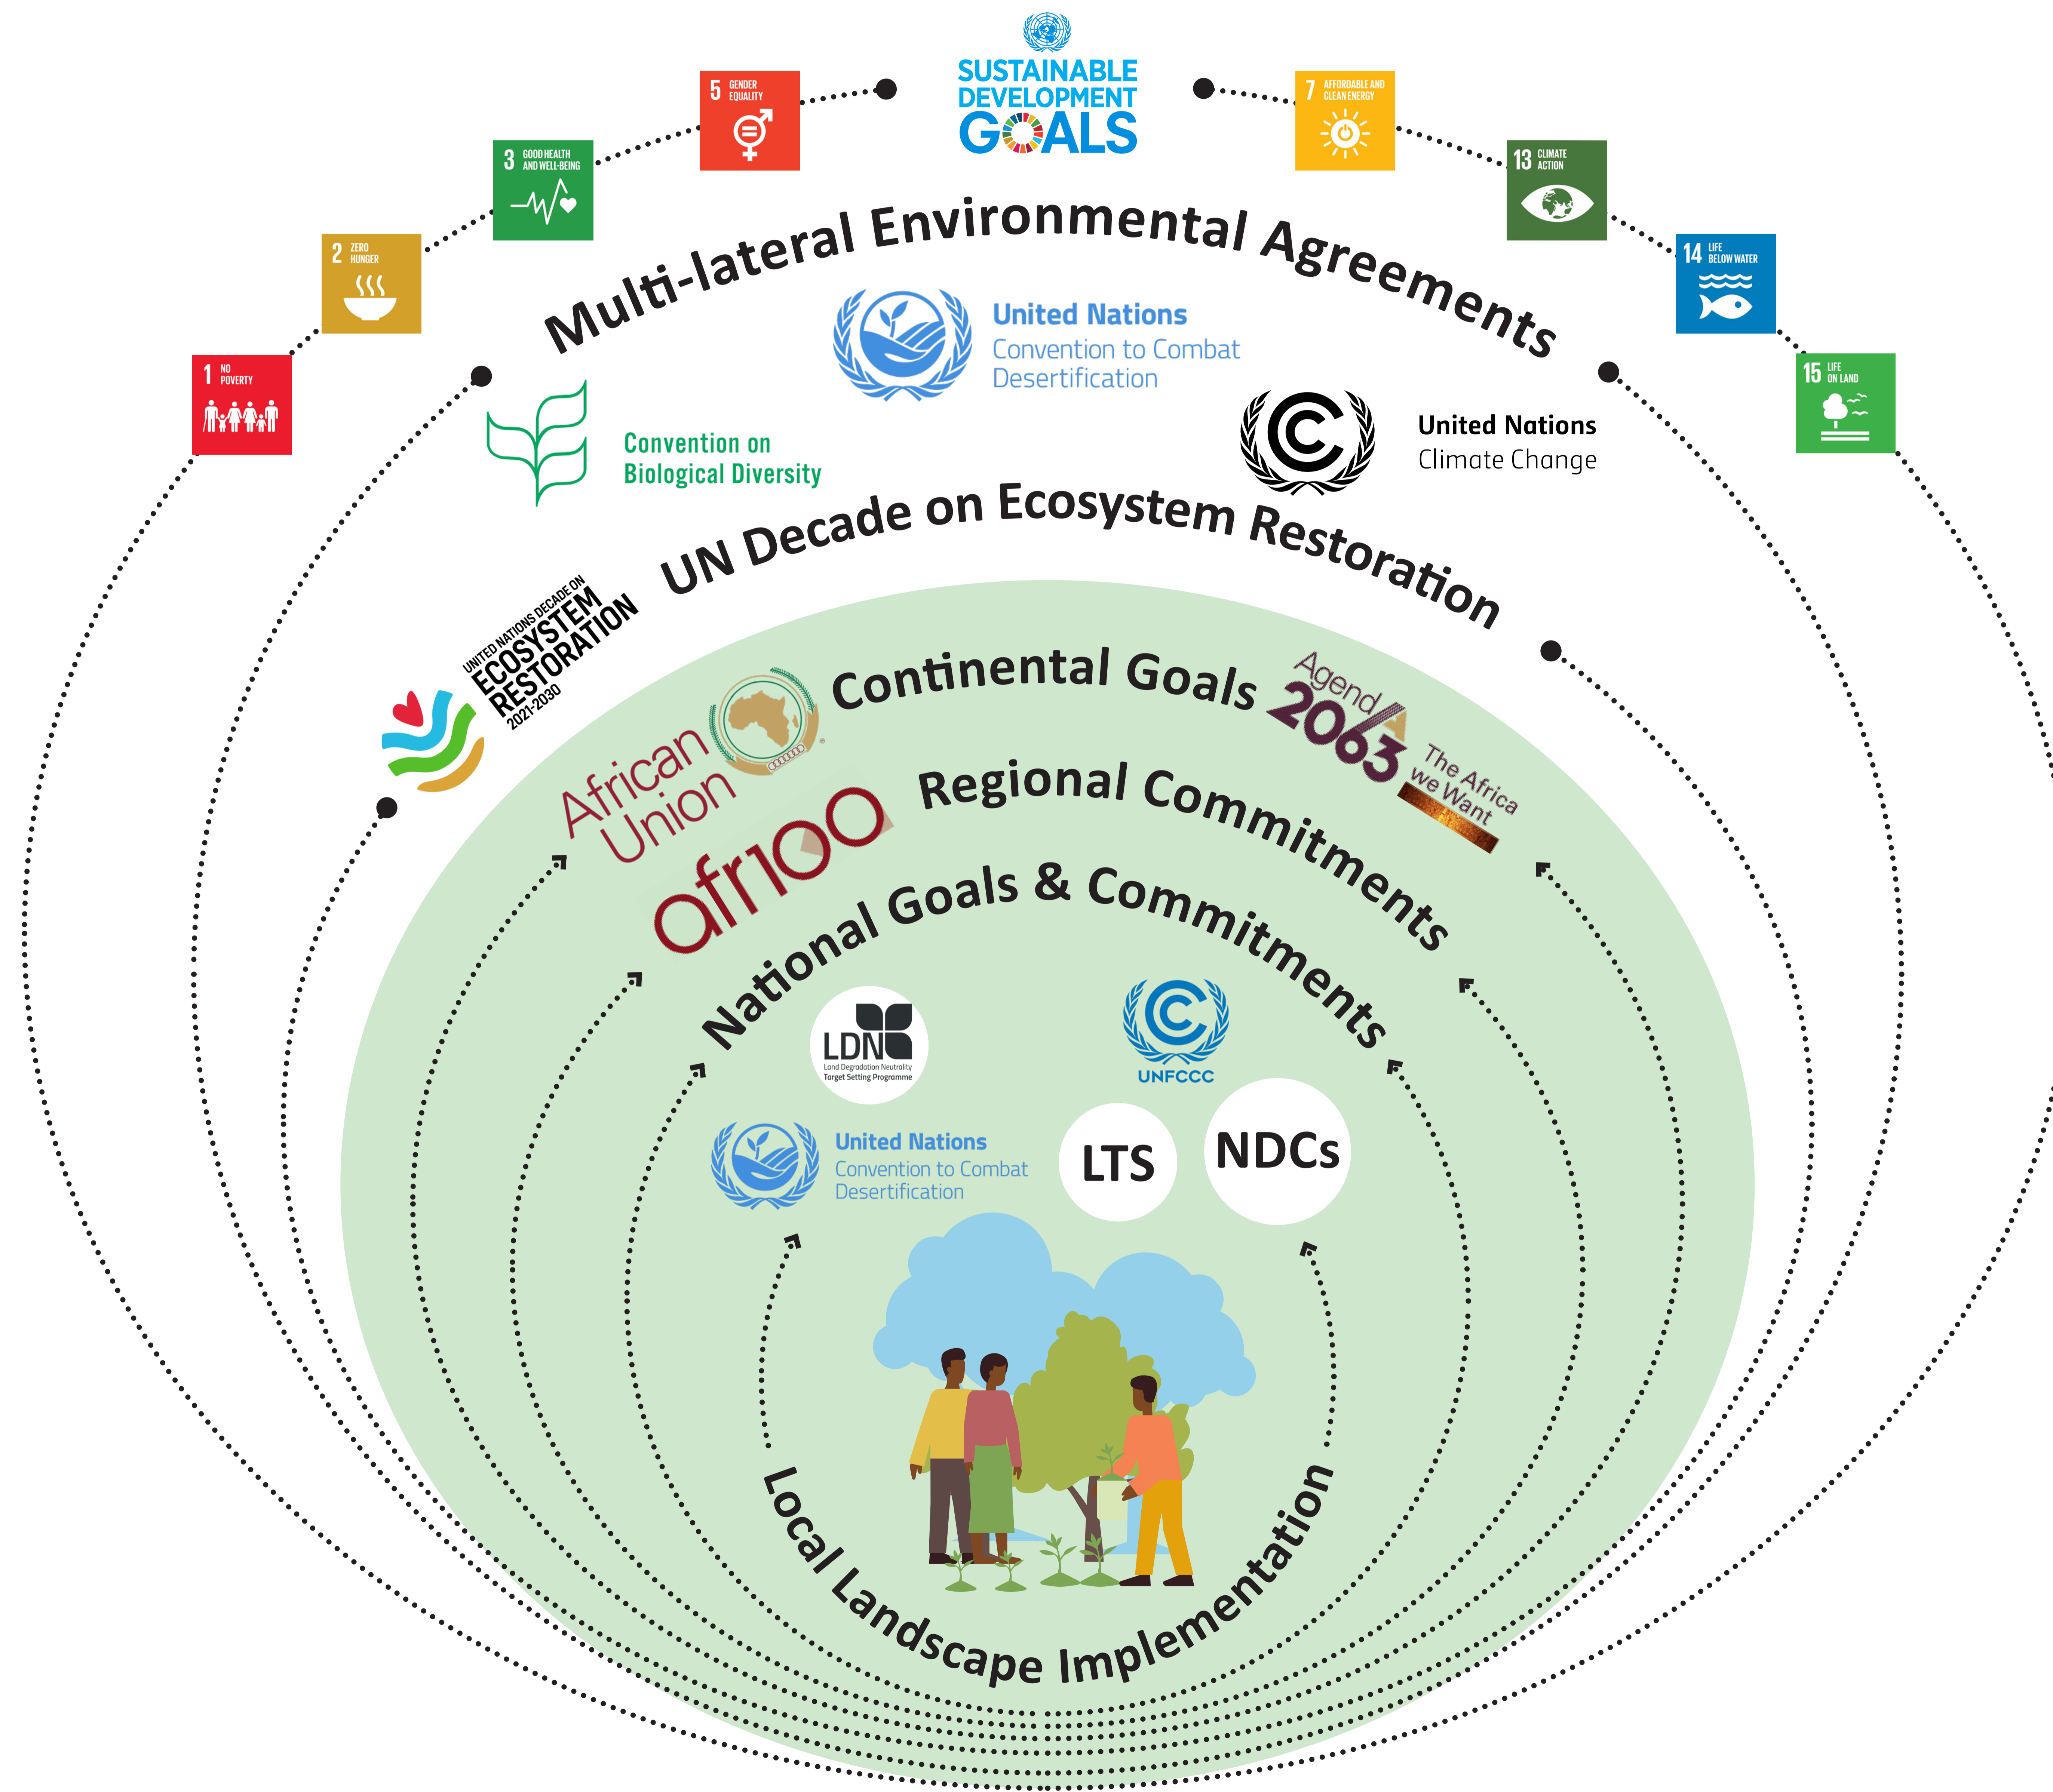 SUSTAINABLE
DEVELOPMENT
GOALS
5 GENDER
EQUALITY
7 AFFORDABLE AND
CLEAN ENERGY
3 GOOD HEALTH
AND WELL-BEING
13 CLIMATE
ACTION
2 ZERO
HUNGER
14 LIFE
BELOW WATER
1 NO
POVERTY
15 LIFE
ON LAND
Multi-lateral Environmental Agreements
United Nations
Convention to Combat
Desertification
Convention on
Biological Diversity
United Nations
Climate Change
UN Decade on Ecosystem Restoration
UNITED NATIONS DECADE ON
ECOSYSTEM
RESTORATION
2021-2030
Continental Goals
African
Union
AgendA
2063
The Africa
we Want
Regional Commitments
afr100
National Goals & Commitments
LDN
Land Degradation Neutrality
Target Setting Programme
UNFCCC
United Nations
Convention to Combat
Desertification
LTS
NDCs
Local Landscape Implementation